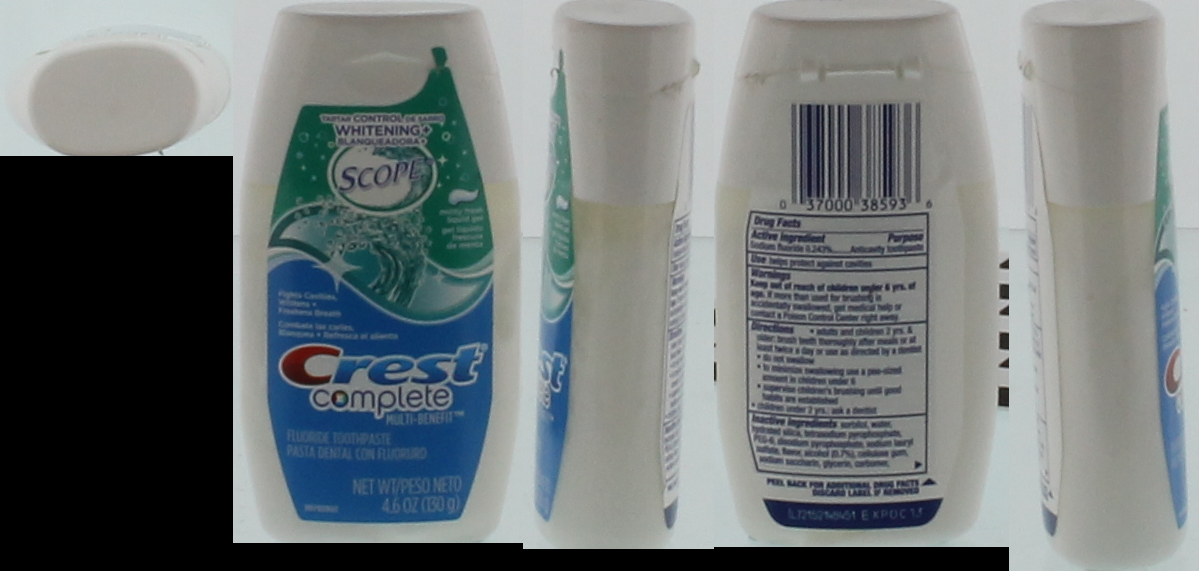 TARTAR CONTROL DE SARRO
WHITENING+
BLANQUEADORA+
SCOPE
minty fresh
liquid gel
gel líquido
frescura
de menta
Fights Cavities,
Whitens +
Freshens Breath
Combate las caries,
Blanquea + Refresca el aliento
Crest
complete
MULTI-BENEFIT™
FLUORIDE TOOTHPASTE
PASTA DENTAL CON FLUORURO
NET WT/PESO NETO
4.6 OZ (130 g)
0 37000 38593 6
Drug Facts
Active Ingredient Purpose
Sodium fluoride 0.243%......Anticavity toothpaste
Use helps protect against cavities
Warnings
Keep out of reach of children under 6 yrs. of
age. If more than used for brushing is
accidentally swallowed, get medical help or
contact a Poison Control Center right away.
Directions • adults and children 2 yrs. &
older: brush teeth thoroughly after meals or at
least twice a day or use as directed by a dentist
• do not swallow
• to minimize swallowing use a pea-sized
amount in children under 6
• supervise children's brushing until good
habits are established
• children under 2 yrs.: ask a dentist
Inactive Ingredients sorbitol, water,
hydrated silica, tetrasodium pyrophosphate,
PEG-6, disodium pyrophosphate, sodium lauryl
sulfate, flavor, alcohol (0.7%), cellulose gum,
sodium saccharin, glycerin, carbomer,
PEEL BACK FOR ADDITIONAL DRUG FACTS
DISCARD LABEL IF REMOVED
EXP OC 13